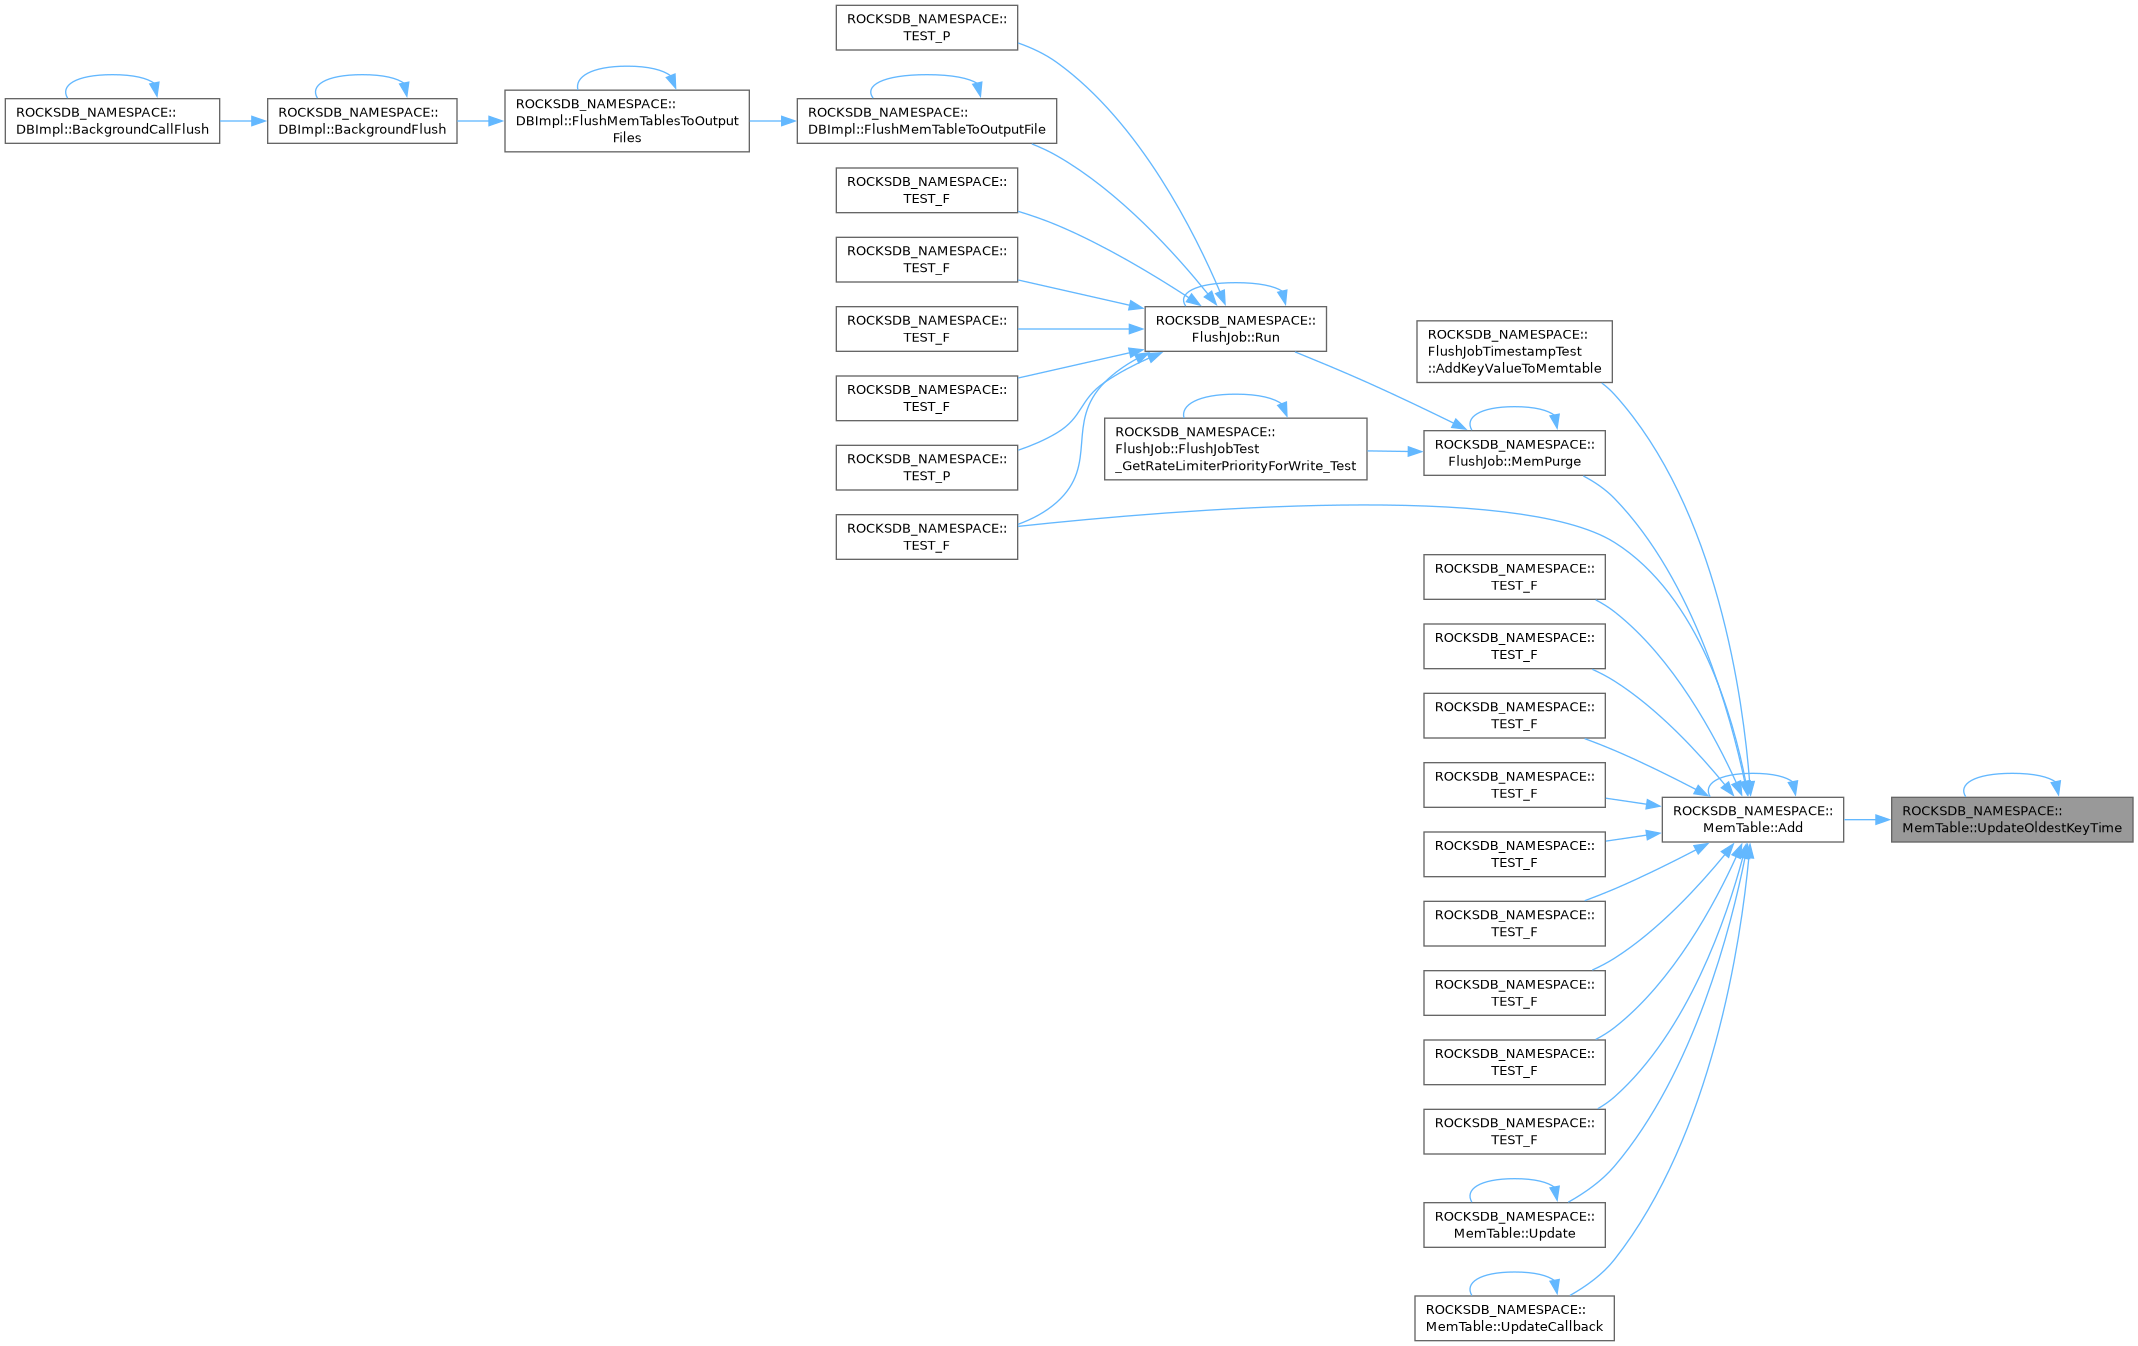 ROCKSDB_NAMESPACE::
TEST_P
ROCKSDB_NAMESPACE::
DBImpl::BackgroundCallFlush
ROCKSDB_NAMESPACE::
DBImpl::BackgroundFlush
ROCKSDB_NAMESPACE::
DBImpl::FlushMemTablesToOutput
Files
ROCKSDB_NAMESPACE::
DBImpl::FlushMemTableToOutputFile
ROCKSDB_NAMESPACE::
TEST_F
ROCKSDB_NAMESPACE::
TEST_F
ROCKSDB_NAMESPACE::
TEST_F
ROCKSDB_NAMESPACE::
TEST_F
ROCKSDB_NAMESPACE::
TEST_P
ROCKSDB_NAMESPACE::
TEST_F
ROCKSDB_NAMESPACE::
FlushJob::Run
ROCKSDB_NAMESPACE::
FlushJob::FlushJobTest
_GetRateLimiterPriorityForWrite_Test
ROCKSDB_NAMESPACE::
FlushJobTimestampTest
::AddKeyValueToMemtable
ROCKSDB_NAMESPACE::
FlushJob::MemPurge
ROCKSDB_NAMESPACE::
TEST_F
ROCKSDB_NAMESPACE::
TEST_F
ROCKSDB_NAMESPACE::
TEST_F
ROCKSDB_NAMESPACE::
TEST_F
ROCKSDB_NAMESPACE::
TEST_F
ROCKSDB_NAMESPACE::
TEST_F
ROCKSDB_NAMESPACE::
TEST_F
ROCKSDB_NAMESPACE::
TEST_F
ROCKSDB_NAMESPACE::
TEST_F
ROCKSDB_NAMESPACE::
MemTable::Update
ROCKSDB_NAMESPACE::
MemTable::UpdateCallback
ROCKSDB_NAMESPACE::
MemTable::Add
ROCKSDB_NAMESPACE::
MemTable::UpdateOldestKeyTime